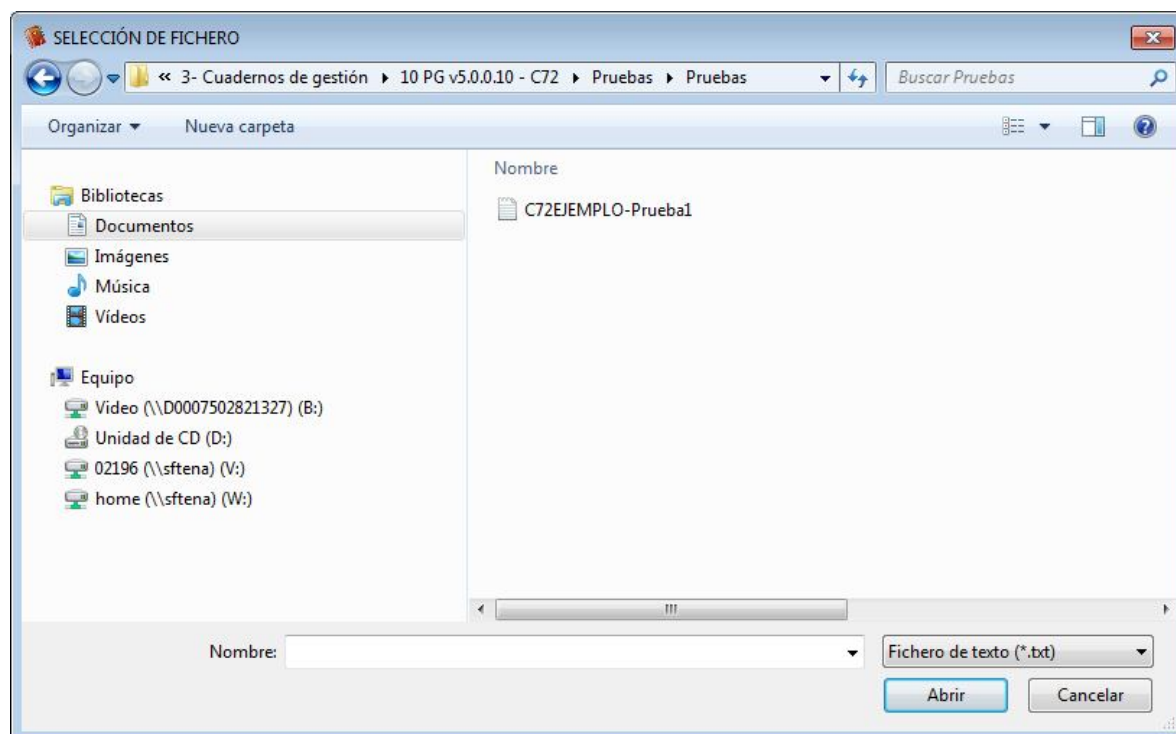 SELECCIÓN DE FICHERO
« 3- Cuadernos de gestión ▸ 10 PG v5.0.0.10 - C72 ▸ Pruebas ▸ Pruebas
Buscar Pruebas
Organizar
Nueva carpeta
Bibliotecas
Documentos
Imágenes
Música
Vídeos
Equipo
Video (\\D0007502821327) (B:)
Unidad de CD (D:)
02196 (\\sftena) (V:)
home (\\sftena) (W:)
Nombre
C72EJEMPLO-Prueba1
Nombre:
Fichero de texto (*.txt)
Abrir
Cancelar